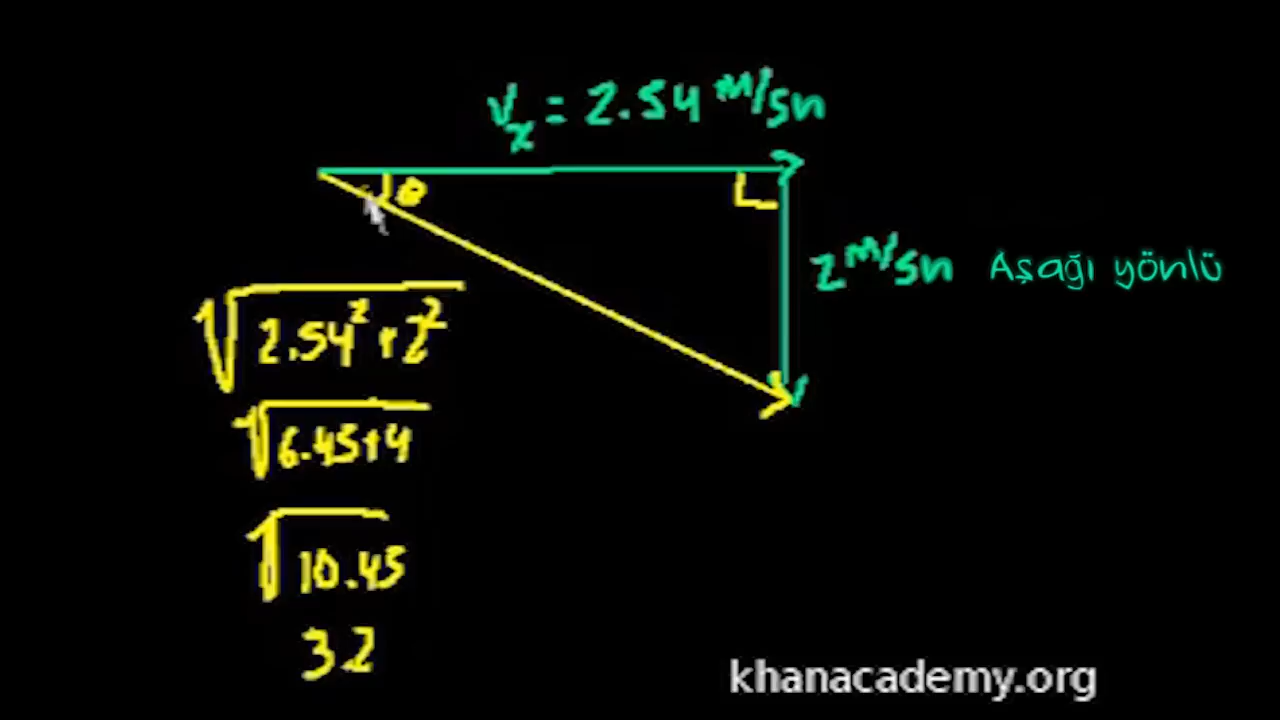 Vx = 2.54 m/sn
θ
2 m/sn Aşağı yönlü
√2.54² + 2²
√6.45+4
√10.45
3.2
khanacademy.org